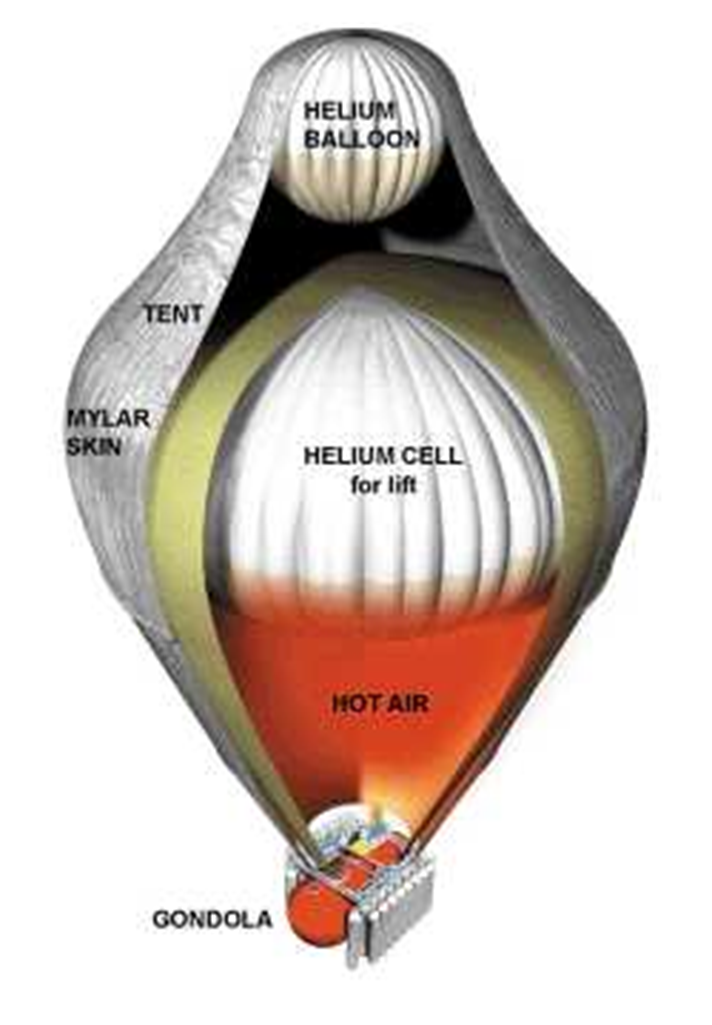 HELIUM
BALLOON
TENT
MYLAR
SKIN
HELIUM CELL
for lift
HOT AIR
GONDOLA